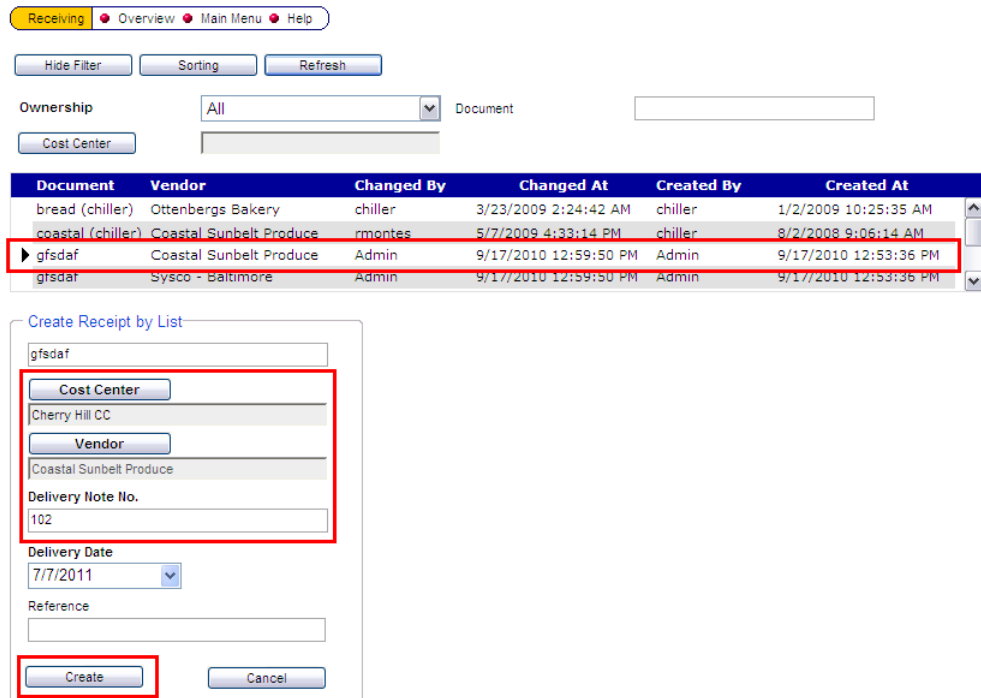 Receiving Overview Main Menu Help
Hide Filter Sorting Refresh
Ownership All Document
Cost Center
Document Vendor Changed By Changed At Created By Created At
bread (chiller) Ottenbergs Bakery chiller 3/23/2009 2:24:42 AM chiller 1/2/2009 10:25:35 AM
coastal (chiller) Coastal Sunbelt Produce rmontes 5/7/2009 4:33:14 PM chiller 8/2/2008 9:06:14 AM
gfsdaf Coastal Sunbelt Produce Admin 9/17/2010 12:59:50 PM Admin 9/17/2010 12:53:36 PM
gfsdaf Sysco - Baltimore Admin 9/17/2010 12:59:50 PM Admin 9/17/2010 12:53:36 PM
Create Receipt by List
gfsdaf
Cost Center
Cherry Hill CC
Vendor
Coastal Sunbelt Produce
Delivery Note No.
102
Delivery Date
7/7/2011
Reference
Create Cancel